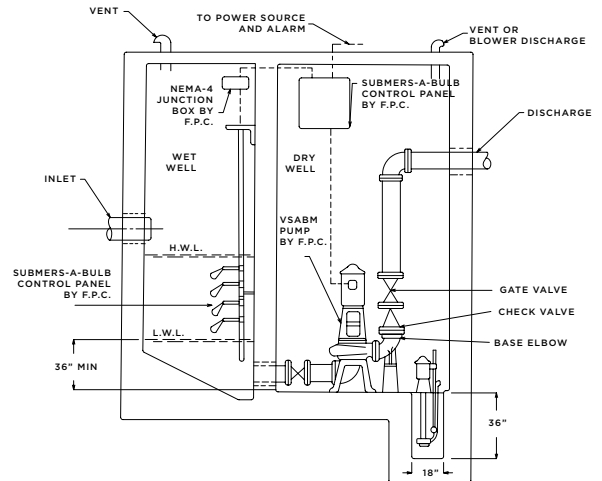 VENT
TO POWER SOURCE
AND ALARM
VENT OR
BLOWER DISCHARGE
NEMA-4
JUNCTION
BOX BY
F.P.C.
SUBMERS-A-BULB
CONTROL PANEL
BY F.P.C.
DISCHARGE
WET
WELL
DRY
WELL
INLET
VSABM
PUMP
BY F.P.C.
H.W.L.
SUBMERS-A-BULB
CONTROL PANEL
BY F.P.C.
GATE VALVE
CHECK VALVE
L.W.L.
BASE ELBOW
36" MIN
36"
18"